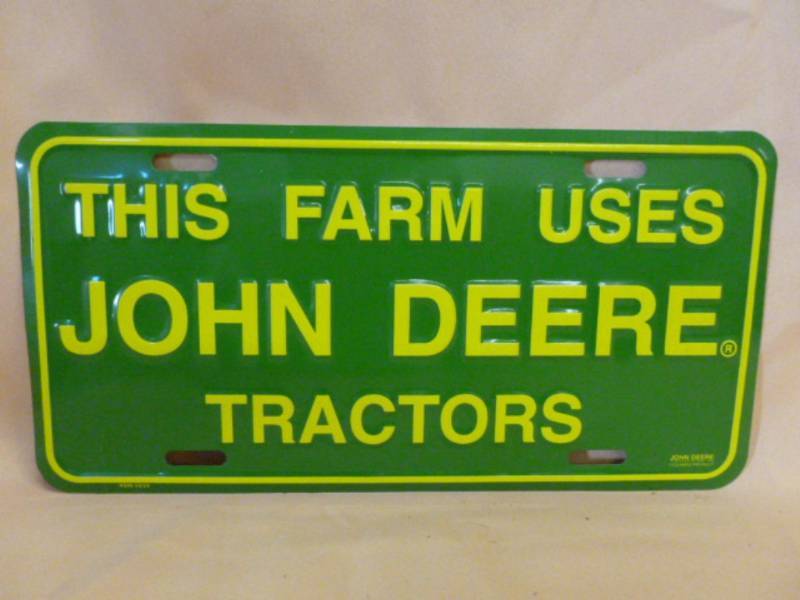 THIS FARM USES
JOHN DEERE®
TRACTORS
JOHN DEERE